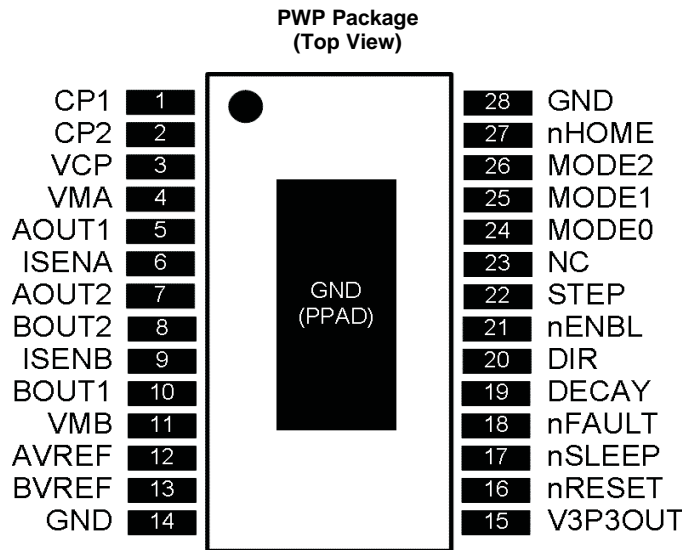 PWP Package
(Top View)
CP1 1 28 GND
CP2 2 27 nHOME
VCP 3 26 MODE2
VMA 4 25 MODE1
AOUT1 5 24 MODE0
ISENA 6 23 NC
AOUT2 7 22 STEP
BOUT2 8 21 nENBL
ISENB 9 20 DIR
BOUT1 10 19 DECAY
VMB 11 18 nFAULT
AVREF 12 17 nSLEEP
BVREF 13 16 nRESET
GND 14 15 V3P3OUT
GND
(PPAD)